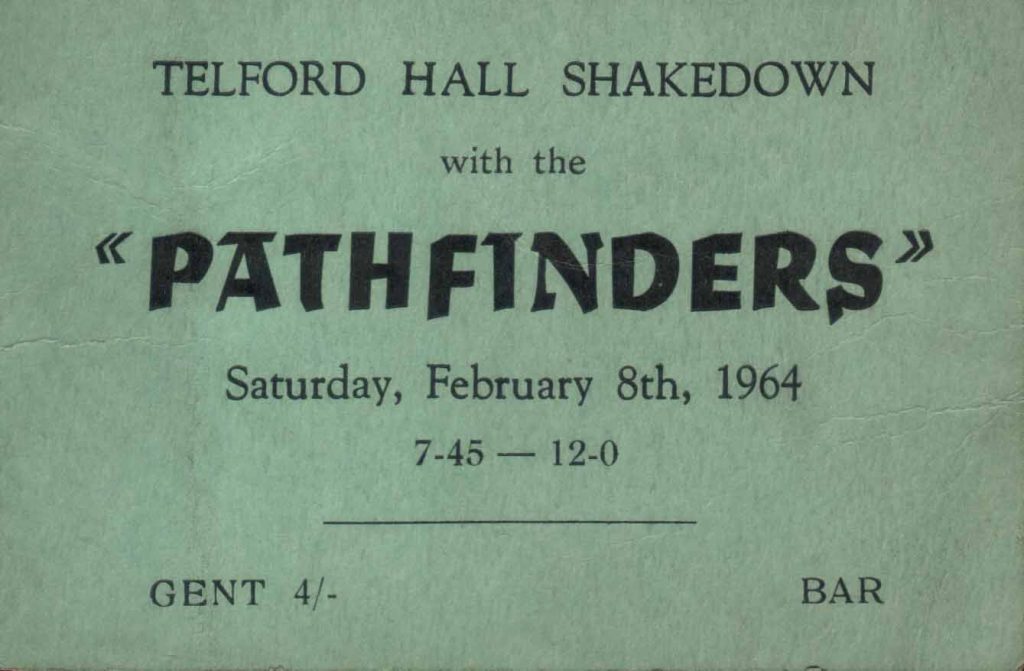 TELFORD HALL SHAKEDOWN
with the
“PATHFINDERS”
Saturday, February 8th, 1964
7-45 — 12-0
GENT 4/-
BAR